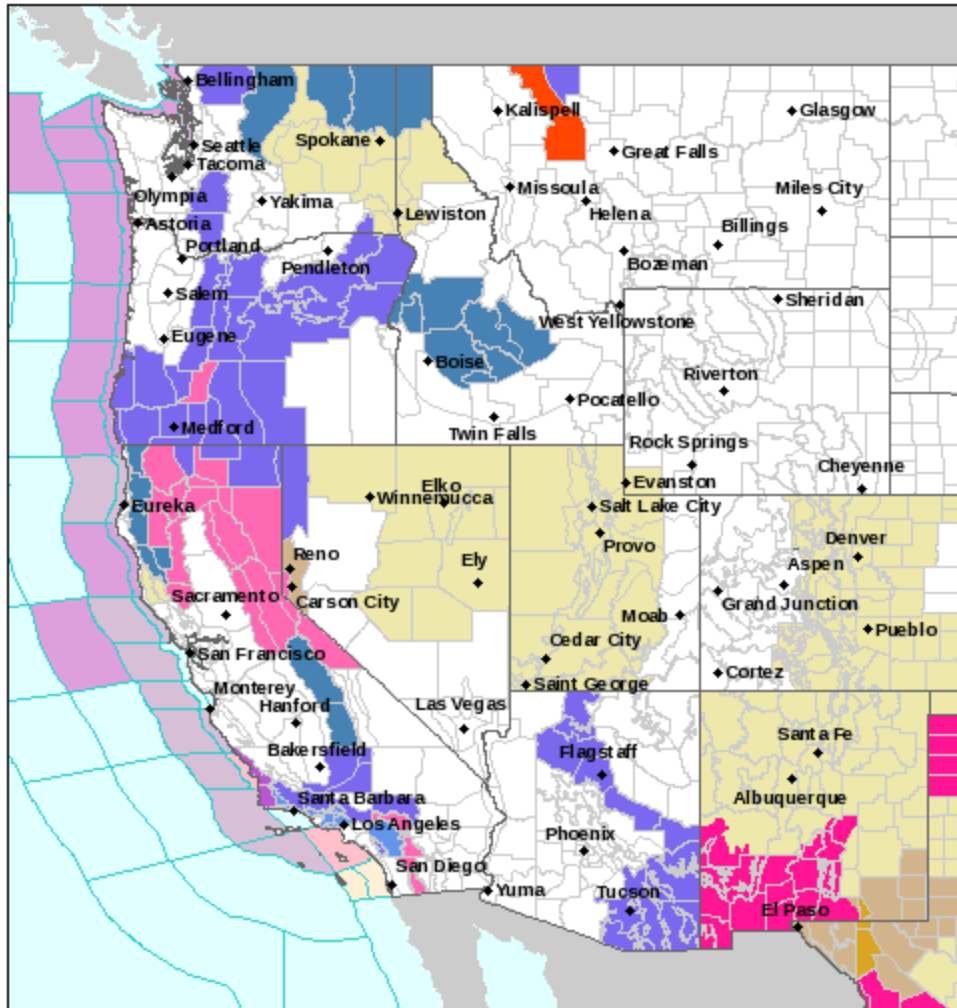 Bellingham
Kalispell
Glasgow
Spokane
Seattle
Great Falls
Tacoma
Olympia
Missoula
Miles City
Yakima
Lewiston
Helena
Astoria
Billings
Portland
Pendleton
Bozeman
Salem
Sheridan
West Yellowstone
Eugene
Boise
Riverton
Pocatello
Medford
Twin Falls
Rock Springs
Cheyenne
Elko
Evanston
Winnemucca
Eureka
Salt Lake City
Denver
Provo
Reno
Ely
Aspen
Sacramento
Carson City
Grand Junction
Moab
Pueblo
Cedar City
San Francisco
Cortez
Saint George
Monterey
Hanford
Las Vegas
Santa Fe
Bakersfield
Flagstaff
Santa Barbara
Albuquerque
Los Angeles
Phoenix
San Diego
Yuma
Tucson
El Paso